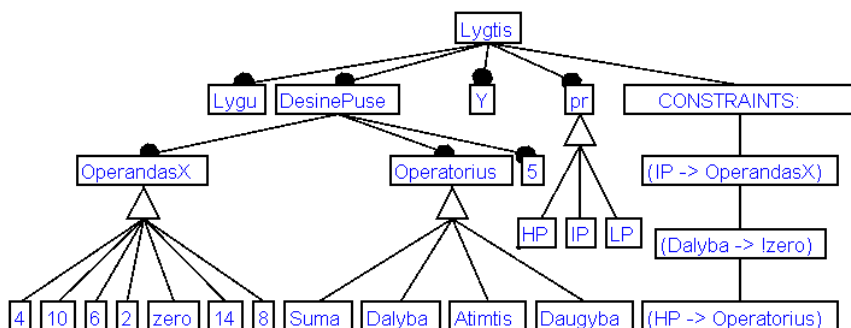 Lygtis
Lygu DesinePuse Y pr CONSTRAINTS:
OperandasX Operatorius 5 (IP -> OperandasX)
HP IP LP
(Dalyba -> !zero)
4 10 6 2 zero 14 8 Suma Dalyba Atimtis Daugyba (HP -> Operatorius)